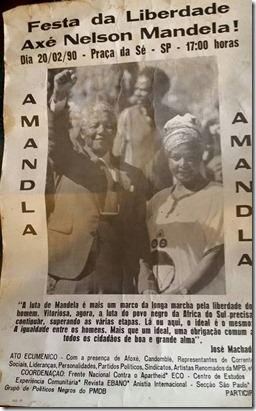 Festa da Liberdade
Axé Nelson Mandela!
Dia 20/02/90 - Praça da Sé - SP - 17:00 horas
AMANDLA
AMANDLA
"A luta de Mandela é mais um marco da longa marcha pela liberdade do
homem. Vitoriosa, agora, a luta do povo negro da África do Sul precisa
continuar, superando as várias etapas. Lá ou aqui, o ideal é o mesmo.
A igualdade entre os homens. Mais que um ideal, uma obrigação comum a
todos os cidadãos de boa e grande alma".
José Machad
ATO ECUMENICO - Com a presença de Afoxé, Candomblé, Representantes de Corrent
Sociais, Lideranças, Personalidades, Partidos Políticos, Sindicatos, Artistas Renomados da MPB, e
COORDENAÇÃO: Frente Nacional Contra o Apartheid* ECO - Centro de Estudos
Experiência Comunitária* Revista EBANO* Anistia Internacional - Secção São Paulo*
Grupo de Políticos Negros do PMDB
PARTICIP